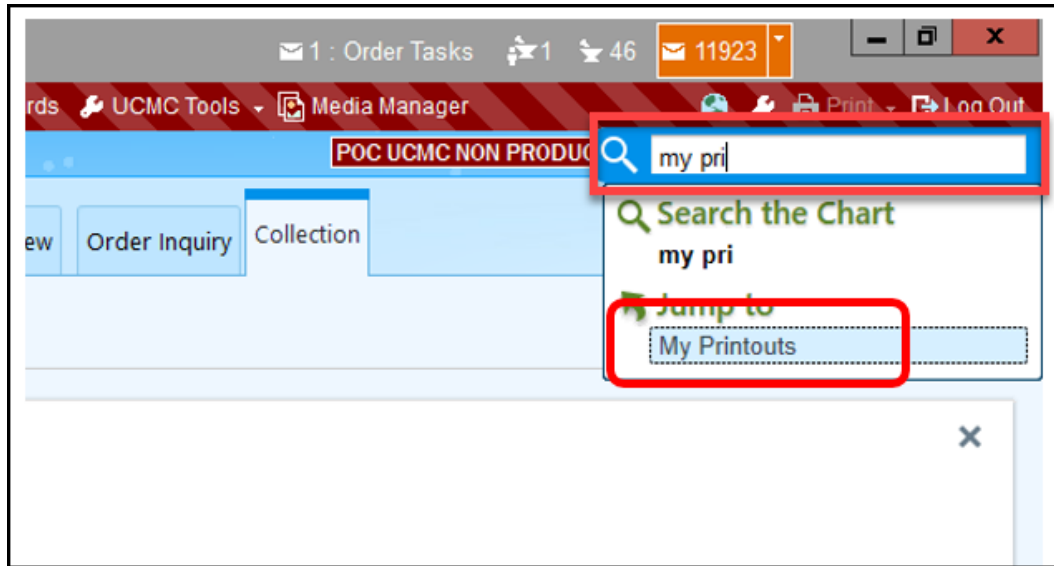 1 : Order Tasks 1 46 11923
rds UCMC Tools Media Manager Print Log Out
POC UCMC NON PRODUC
my pri
ew Order Inquiry Collection
Search the Chart
my pri
Jump to
My Printouts